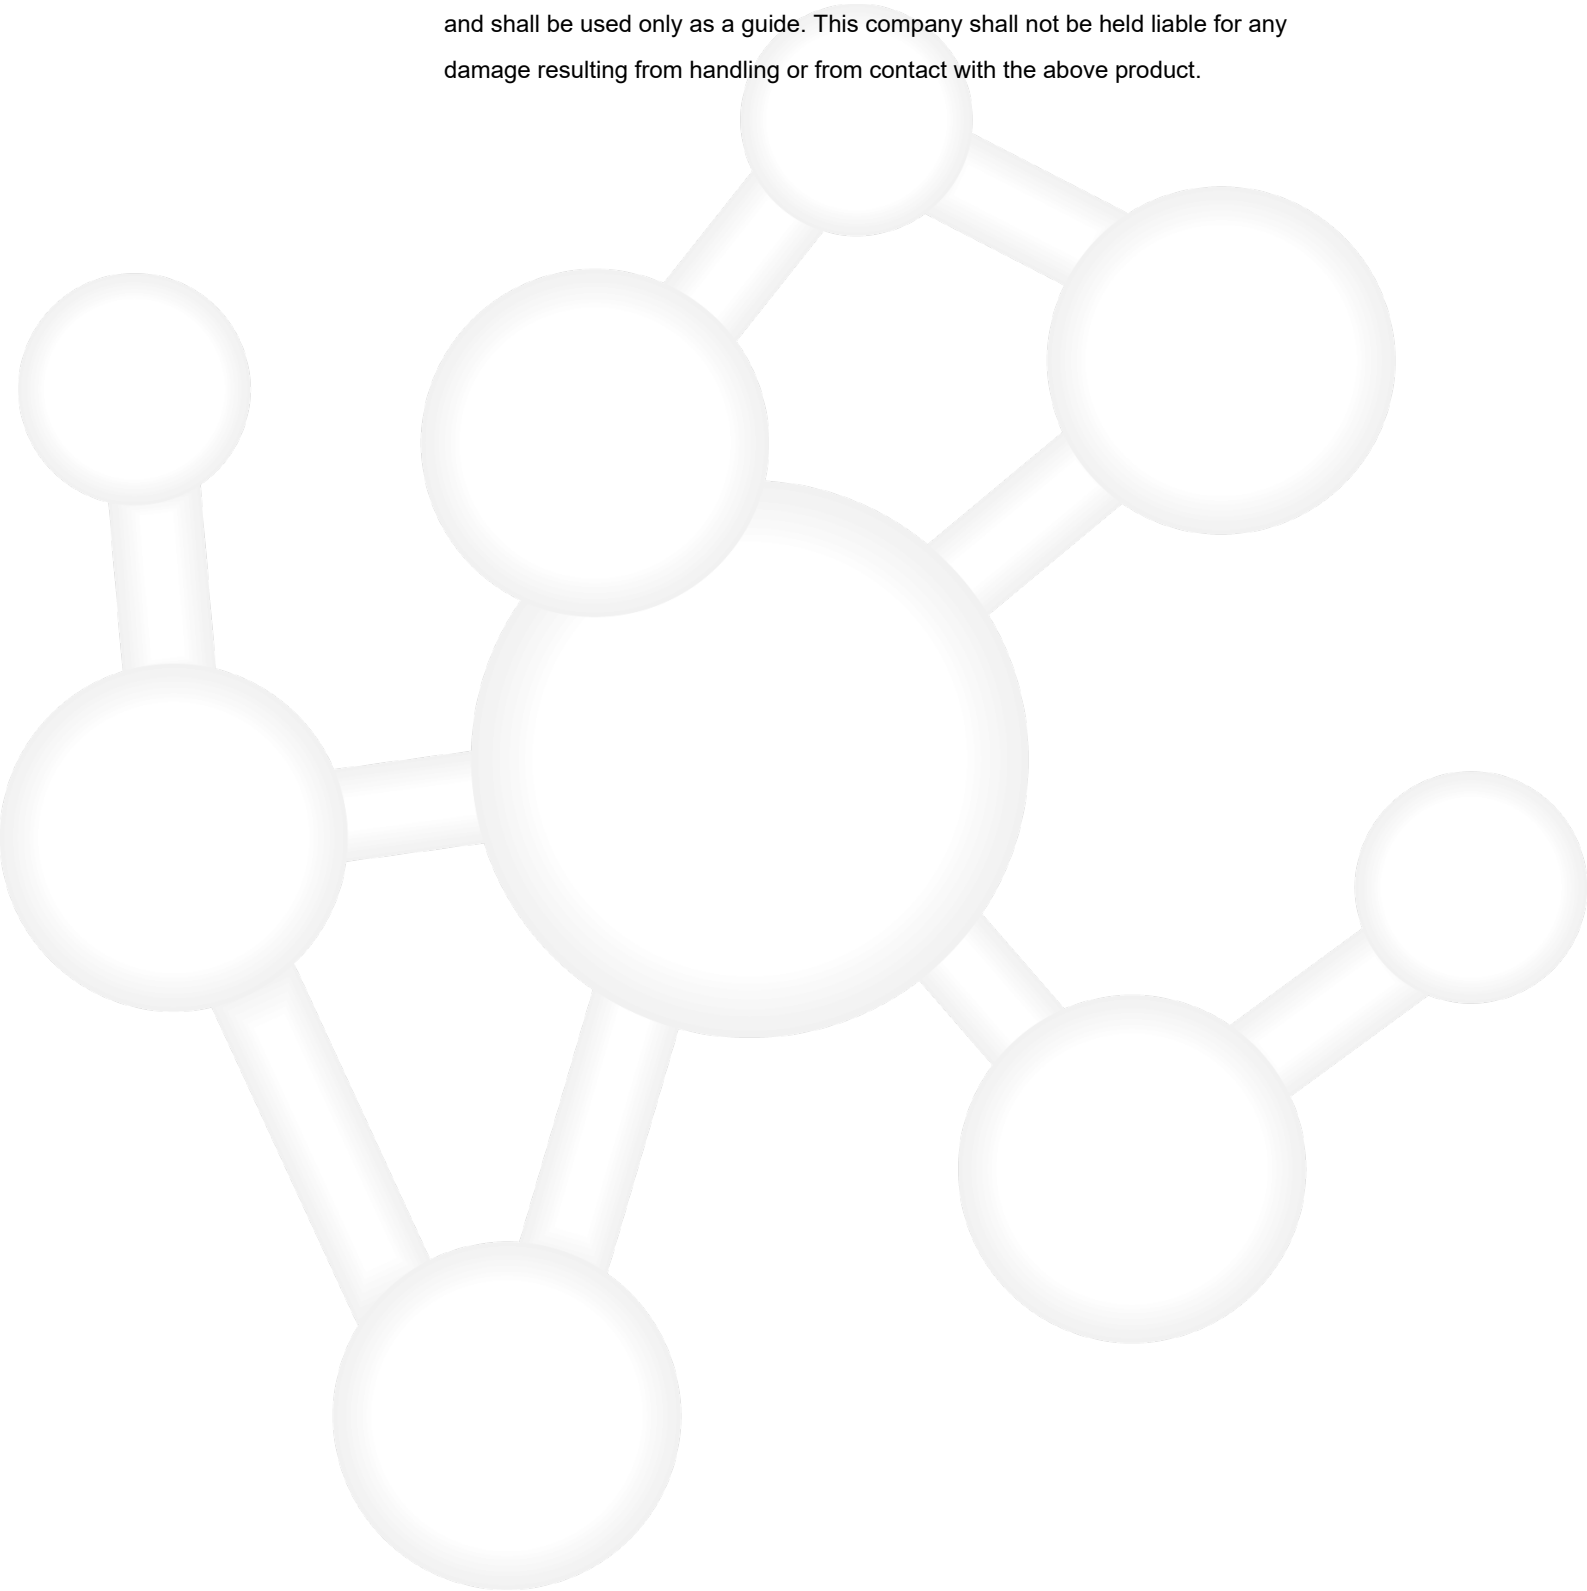 and shall be used only as a guide. This company shall not be held liable for any
damage resulting from handling or from contact with the above product.